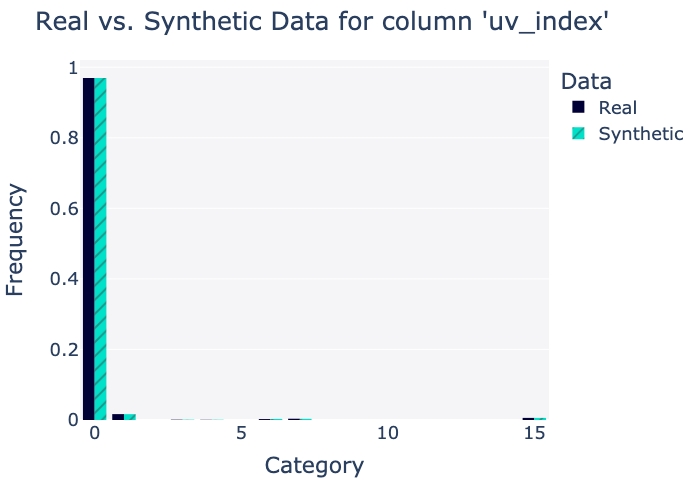 Real vs. Synthetic Data for column 'uv_index'
Data
Real
Synthetic
Frequency
1
0.8
0.6
0.4
0.2
0
0 5 10 15
Category